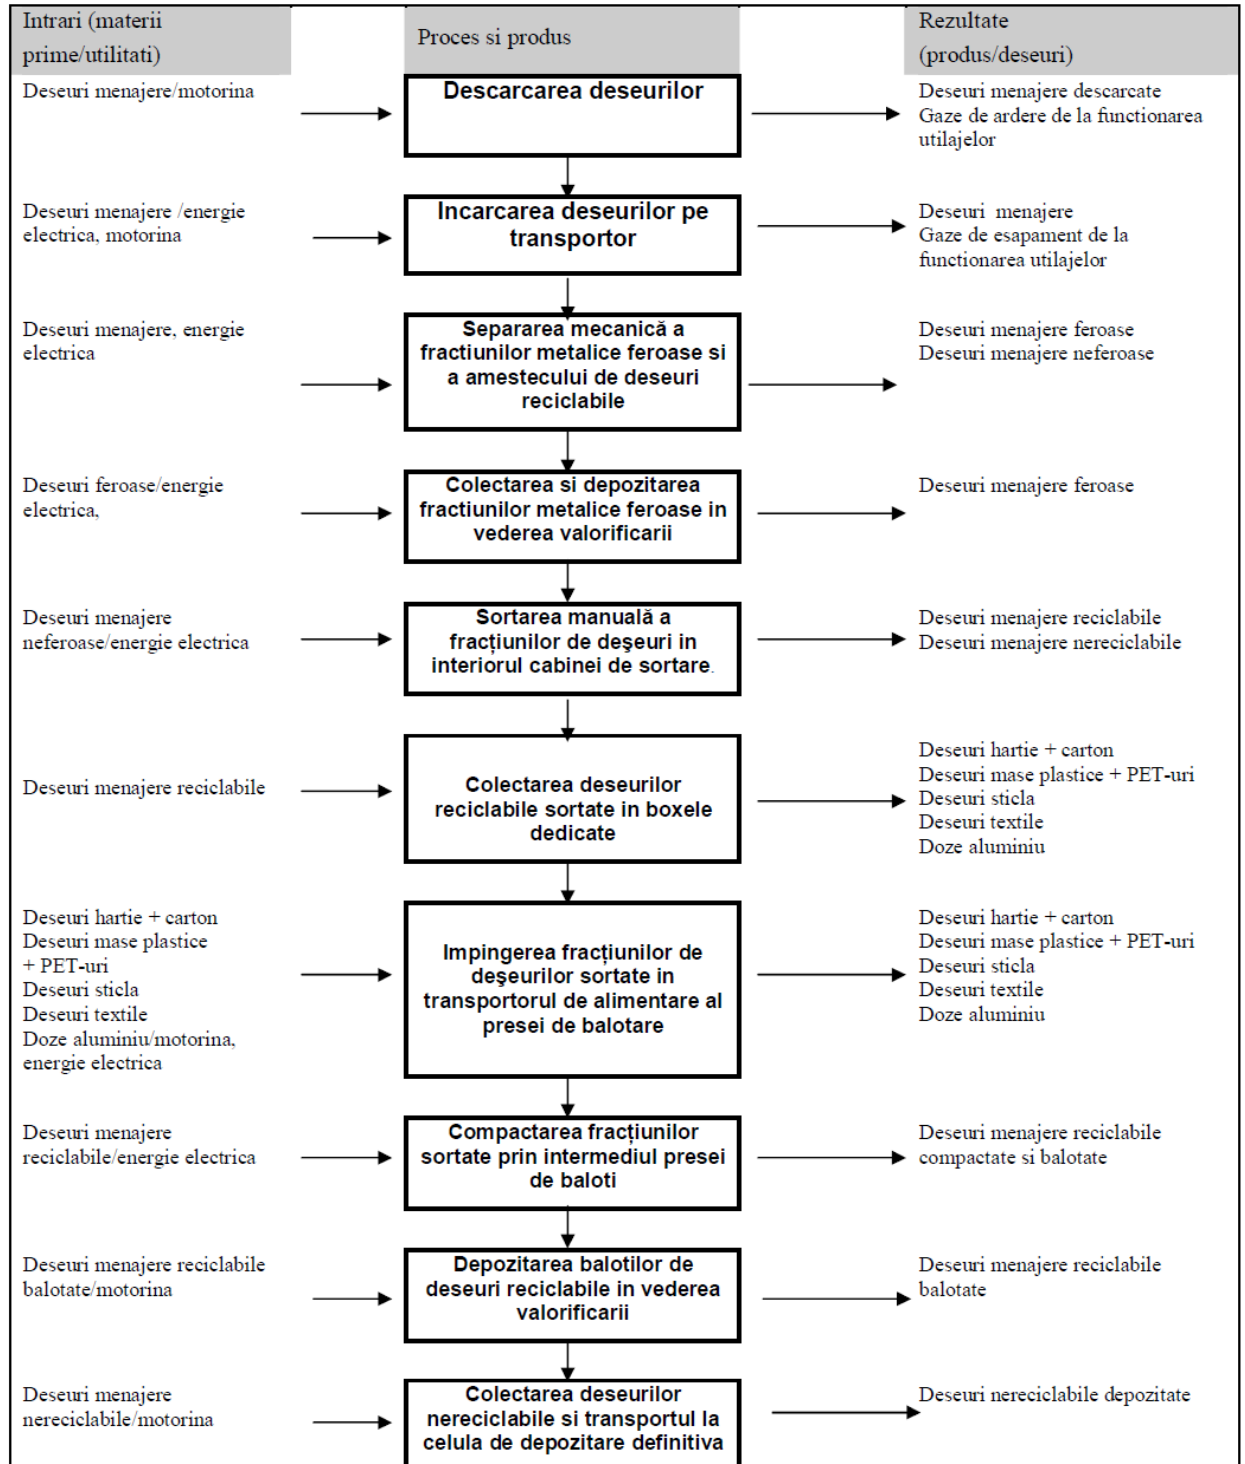 Intrari (materii
prime/utilitati)
Proces si produs
Rezultate
(produs/deseuri)
Deseuri menajere/motorina
Descarcarea deseurilor
Deseuri menajere descarcate
Gaze de ardere de la functionarea
utilajelor
Deseuri menajere /energie
electrica, motorina
Incarcarea deseurilor pe
transportor
Deseuri menajere
Gaze de esapament de la
functionarea utilajelor
Deseuri menajere, energie
electrica
Separarea mecanică a
fractiunilor metalice feroase si
a amestecului de deseuri
reciclabile
Deseuri menajere feroase
Deseuri menajere neferoase
Deseuri feroase/energie
electrica,
Colectarea si depozitarea
fractiunilor metalice feroase in
vederea valorificarii
Deseuri menajere feroase
Deseuri menajere
neferoase/energie electrica
Sortarea manuală a
fracțiunilor de deşeuri in
interiorul cabinei de sortare.
Deseuri menajere reciclabile
Deseuri menajere nereciclabile
Deseuri menajere reciclabile
Colectarea deseurilor
reciclabile sortate in boxele
dedicate
Deseuri hartie + carton
Deseuri mase plastice + PET-uri
Deseuri sticla
Deseuri textile
Doze aluminiu
Deseuri hartie + carton
Deseuri mase plastice
+ PET-uri
Deseuri sticla
Deseuri textile
Doze aluminiu/motorina,
energie electrica
Impingerea fracțiunilor de
deşeurilor sortate in
transportorul de alimentare al
presei de balotare
Deseuri hartie + carton
Deseuri mase plastice + PET-uri
Deseuri sticla
Deseuri textile
Doze aluminiu
Deseuri menajere
reciclabile/energie electrica
Compactarea fracțiunilor
sortate prin intermediul presei
de baloti
Deseuri menajere reciclabile
compactate si balotate
Deseuri menajere reciclabile
balotate/motorina
Depozitarea balotilor de
deseuri reciclabile in vederea
valorificarii
Deseuri menajere reciclabile
balotate
Deseuri menajere
nereciclabile/motorina
Colectarea deseurilor
nereciclabile si transportul la
celula de depozitare definitiva
Deseuri nereciclabile depozitate